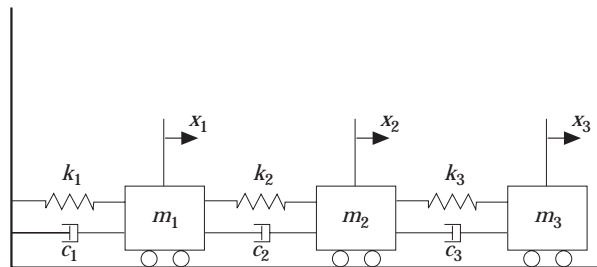 x₁ x₂ x₃
k₁ k₂ k₃
m₁ m₂ m₃
c₁ c₂ c₃